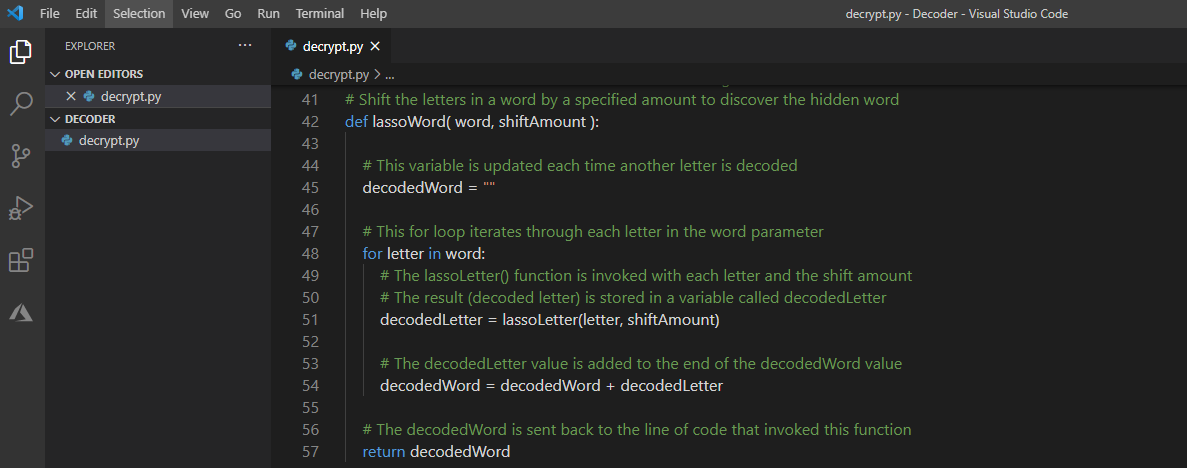 File Edit Selection View Go Run Terminal Help decrypt.py - Decoder - Visual Studio Code
EXPLORER ...
OPEN EDITORS
decrypt.py
DECODER
decrypt.py
decrypt.py
decrypt.py > ...
41 # Shift the letters in a word by a specified amount to discover the hidden word
42 def lassoWord( word, shiftAmount ):
43
44 # This variable is updated each time another letter is decoded
45 decodedWord = ""
46
47 # This for loop iterates through each letter in the word parameter
48 for letter in word:
49 # The lassoLetter() function is invoked with each letter and the shift amount
50 # The result (decoded letter) is stored in a variable called decodedLetter
51 decodedLetter = lassoLetter(letter, shiftAmount)
52
53 # The decodedLetter value is added to the end of the decodedWord value
54 decodedWord = decodedWord + decodedLetter
55
56 # The decodedWord is sent back to the line of code that invoked this function
57 return decodedWord